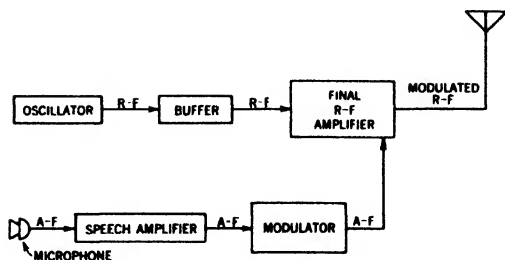 OSCILLATOR
R-F
BUFFER
R-F
FINAL
R-F
AMPLIFIER
MODULATED
R-F
A-F
SPEECH AMPLIFIER
A-F
MODULATOR
A-F
MICROPHONE